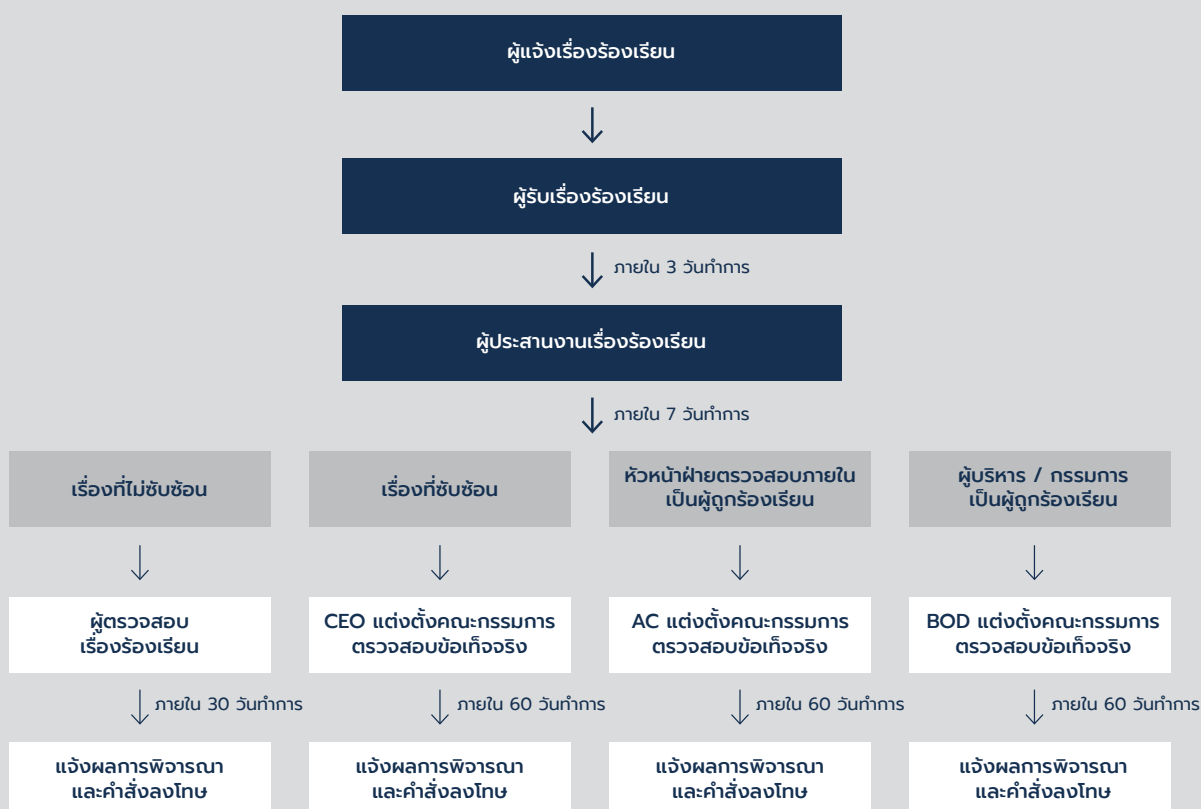 ผู้แจ้งเรื่องร้องเรียน
ผู้รับเรื่องร้องเรียน
ภายใน 3 วันทำการ
ผู้ประสานงานเรื่องร้องเรียน
ภายใน 7 วันทำการ
เรื่องที่ไม่ซับซ้อน
เรื่องที่ซับซ้อน
หัวหน้าฝ่ายตรวจสอบภายใน
เป็นผู้ถูกร้องเรียน
ผู้บริหาร / กรรมการ
เป็นผู้ถูกร้องเรียน
ผู้ตรวจสอบ
เรื่องร้องเรียน
CEO แต่งตั้งคณะกรรมการ
ตรวจสอบข้อเท็จจริง
AC แต่งตั้งคณะกรรมการ
ตรวจสอบข้อเท็จจริง
BOD แต่งตั้งคณะกรรมการ
ตรวจสอบข้อเท็จจริง
ภายใน 30 วันทำการ
ภายใน 60 วันทำการ
ภายใน 60 วันทำการ
ภายใน 60 วันทำการ
แจ้งผลการพิจารณา
และคำสั่งลงโทษ
แจ้งผลการพิจารณา
และคำสั่งลงโทษ
แจ้งผลการพิจารณา
และคำสั่งลงโทษ
แจ้งผลการพิจารณา
และคำสั่งลงโทษ